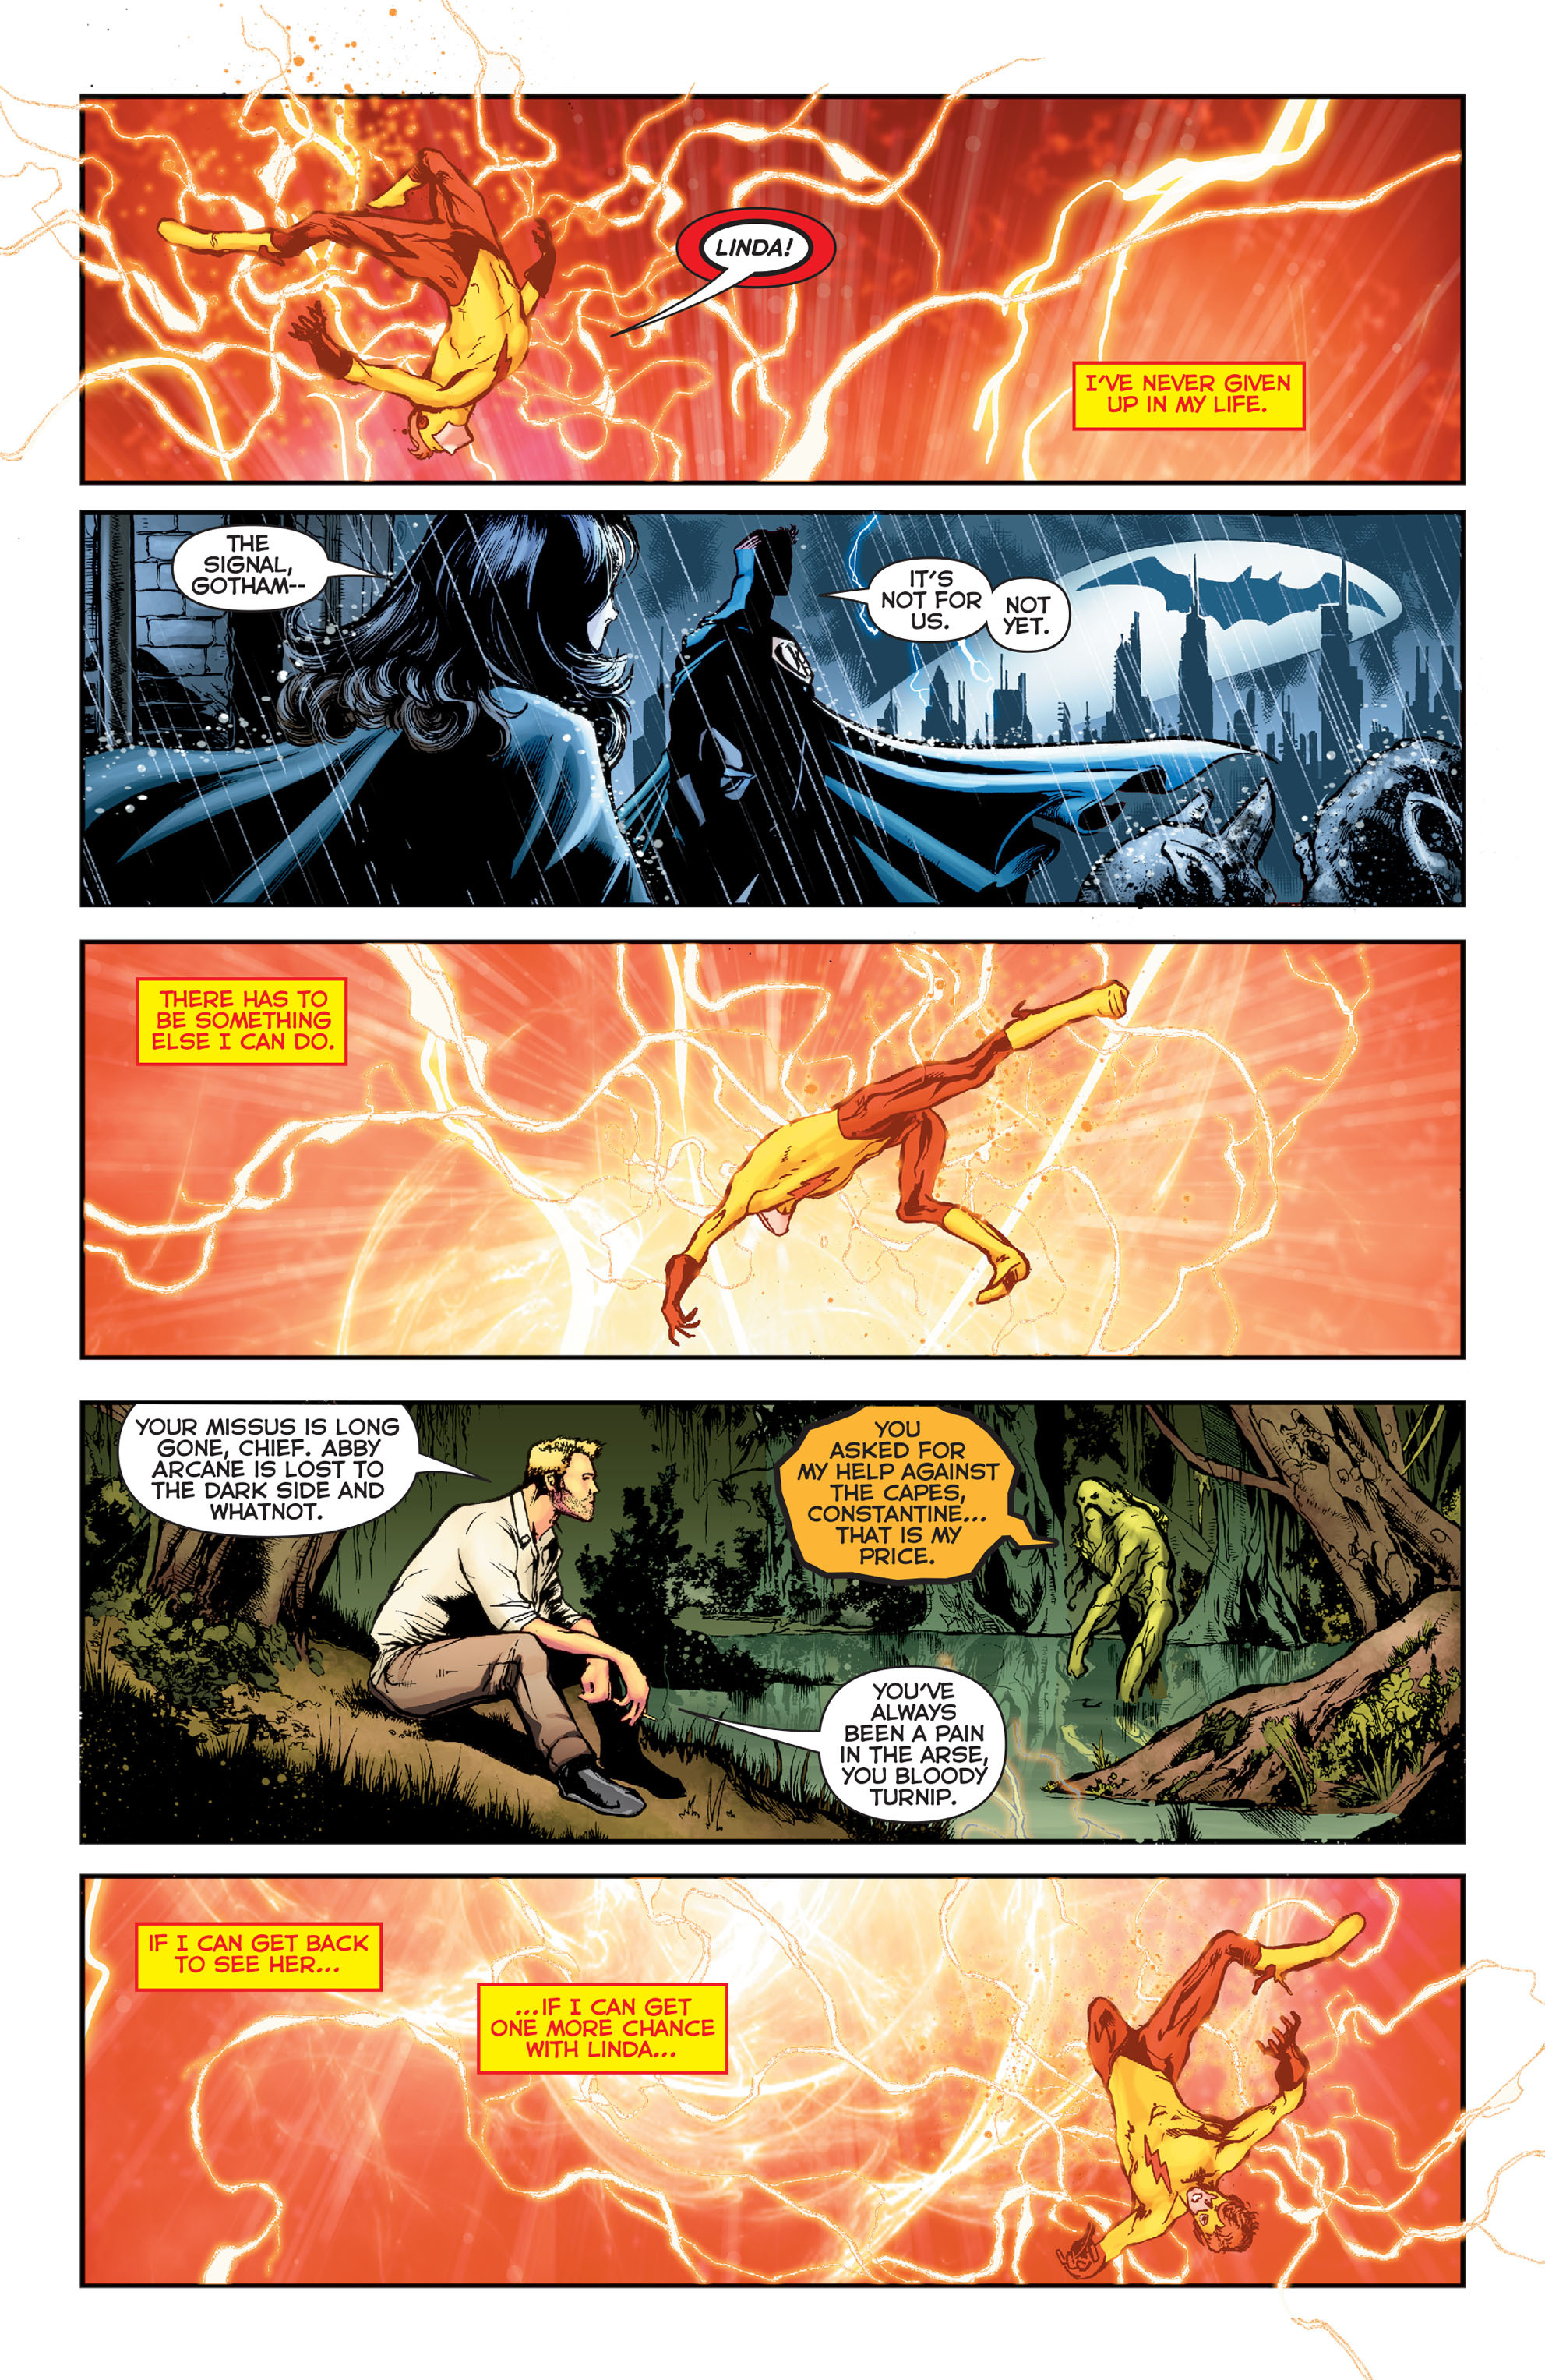 LINDA!
I'VE NEVER GIVEN
UP IN MY LIFE.
THE
SIGNAL,
GOTHAM--
IT'S
NOT FOR
US.
NOT
YET.
THERE HAS TO
BE SOMETHING
ELSE I CAN DO.
YOUR MISSUS IS LONG
GONE, CHIEF. ABBY
ARCANE IS LOST TO
THE DARK SIDE AND
WHATNOT.
YOU
ASKED FOR
MY HELP AGAINST
THE CAPES,
CONSTANTINE...
THAT IS MY
PRICE.
YOU'VE
ALWAYS
BEEN A PAIN
IN THE ARSE,
YOU BLOODY
TURNIP.
IF I CAN GET BACK
TO SEE HER...
...IF I CAN GET
ONE MORE CHANCE
WITH LINDA...